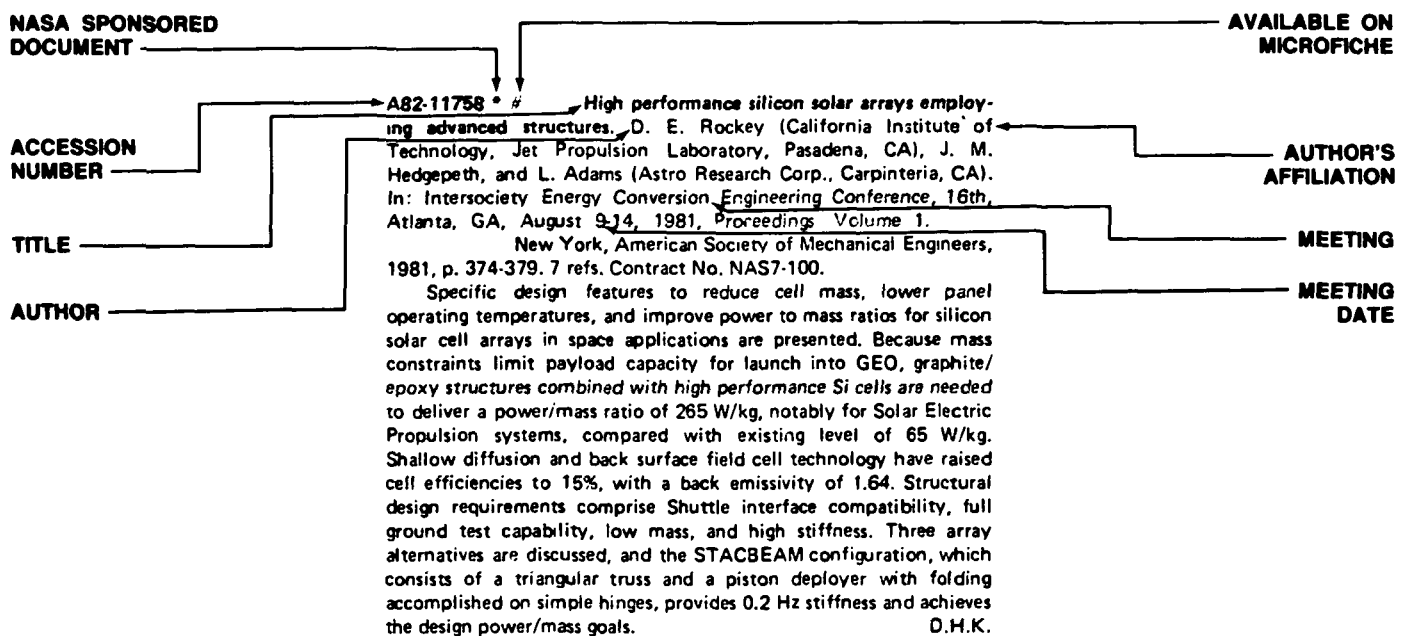 NASA SPONSORED
DOCUMENT
AVAILABLE ON
MICROFICHE
ACCESSION
NUMBER
TITLE
AUTHOR
A82-11758 * # High performance silicon solar arrays employ-
ing advanced structures. D. E. Rockey (California Institute of
Technology, Jet Propulsion Laboratory, Pasadena, CA), J. M.
Hedgepeth, and L. Adams (Astro Research Corp., Carpinteria, CA).
In: Intersociety Energy Conversion Engineering Conference, 16th,
Atlanta, GA, August 9-14, 1981, Proceedings Volume 1.
New York, American Society of Mechanical Engineers,
1981, p. 374-379. 7 refs. Contract No. NAS7-100.
Specific design features to reduce cell mass, lower panel
operating temperatures, and improve power to mass ratios for silicon
solar cell arrays in space applications are presented. Because mass
constraints limit payload capacity for launch into GEO, graphite/
epoxy structures combined with high performance Si cells are needed
to deliver a power/mass ratio of 265 W/kg, notably for Solar Electric
Propulsion systems, compared with existing level of 65 W/kg.
Shallow diffusion and back surface field cell technology have raised
cell efficiencies to 15%, with a back emissivity of 1.64. Structural
design requirements comprise Shuttle interface compatibility, full
ground test capability, low mass, and high stiffness. Three array
alternatives are discussed, and the STACBEAM configuration, which
consists of a triangular truss and a piston deployer with folding
accomplished on simple hinges, provides 0.2 Hz stiffness and achieves
the design power/mass goals. D.H.K.
AUTHOR'S
AFFILIATION
MEETING
MEETING
DATE